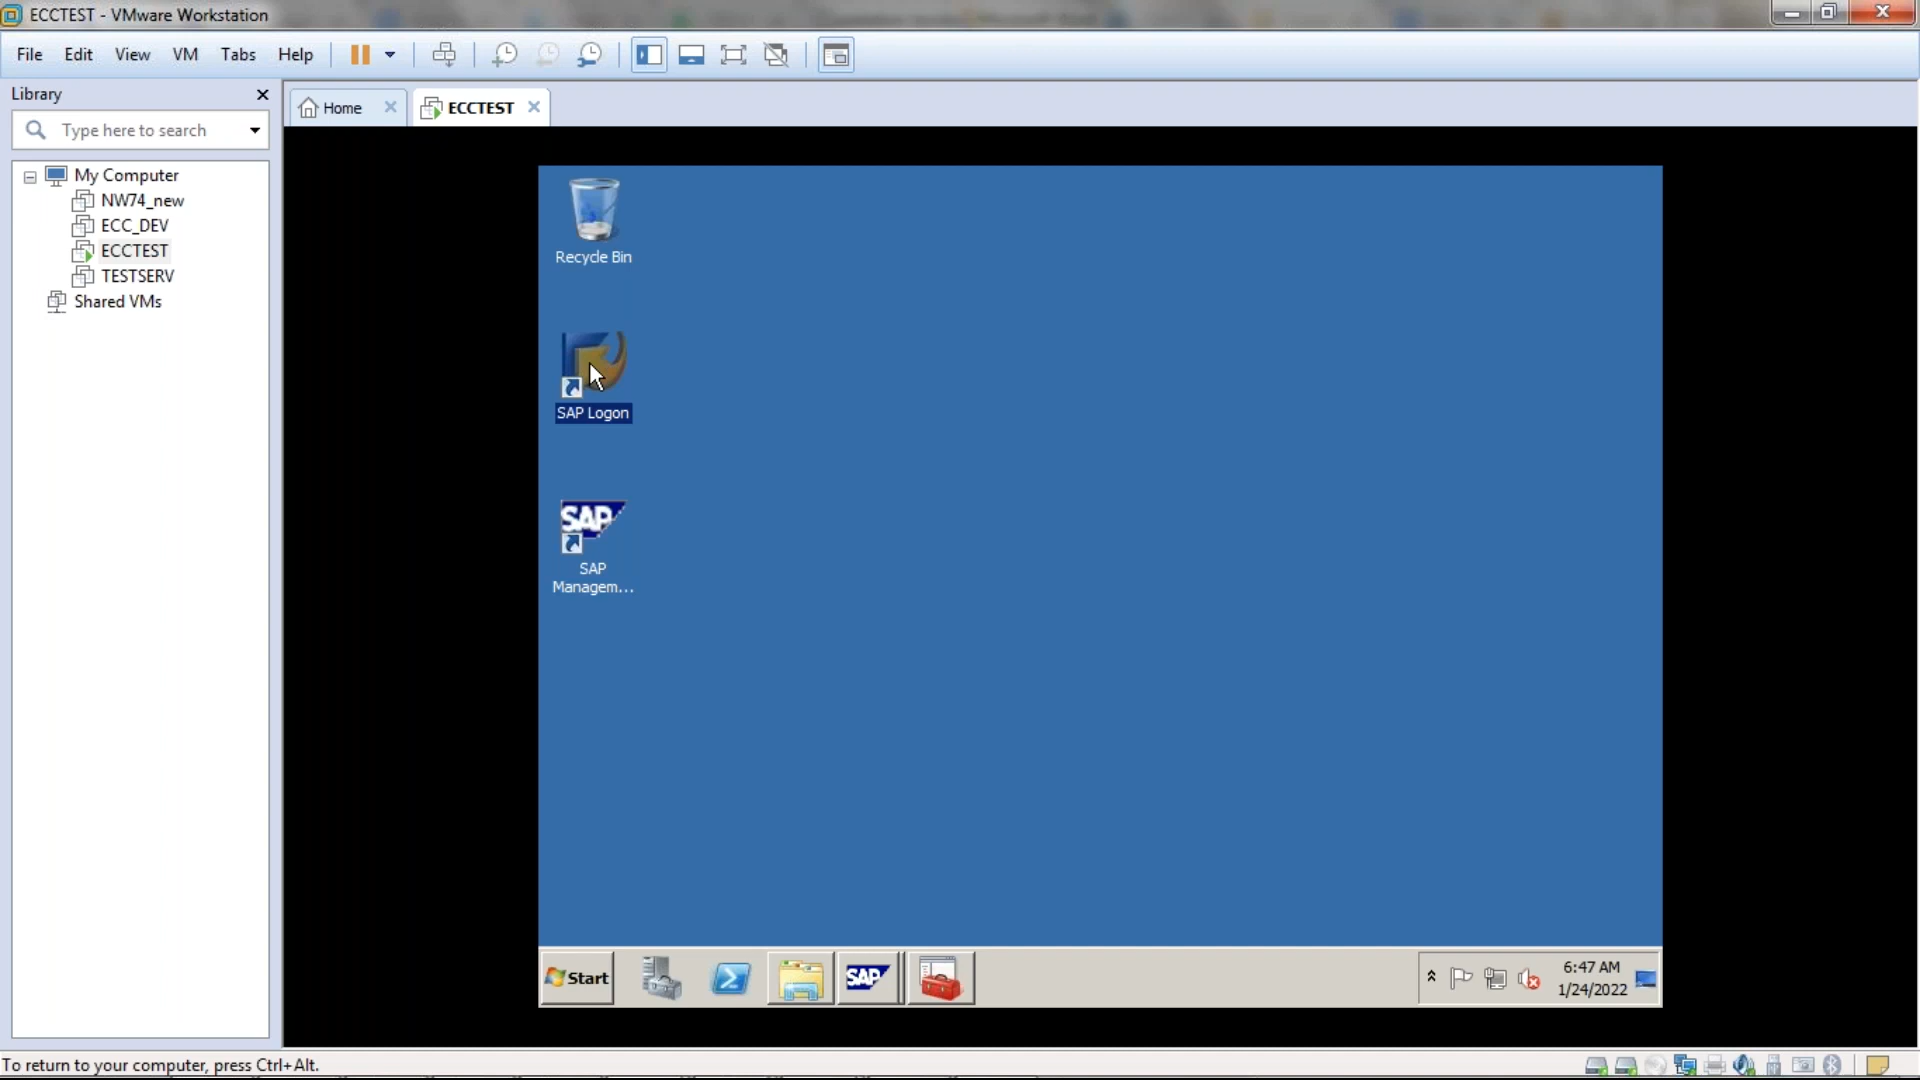 ECCTEST - VMware Workstation
File Edit View VM Tabs Help
Library
Home
ECCTEST
Type here to search
My Computer
NW74_new
ECC_DEV
ECCTEST
TESTSERV
Shared VMs
Recycle Bin
SAP Logon
SAP
SAP
Managem...
Start
SAP
6:47 AM
1/24/2022
To return to your computer, press Ctrl+Alt.